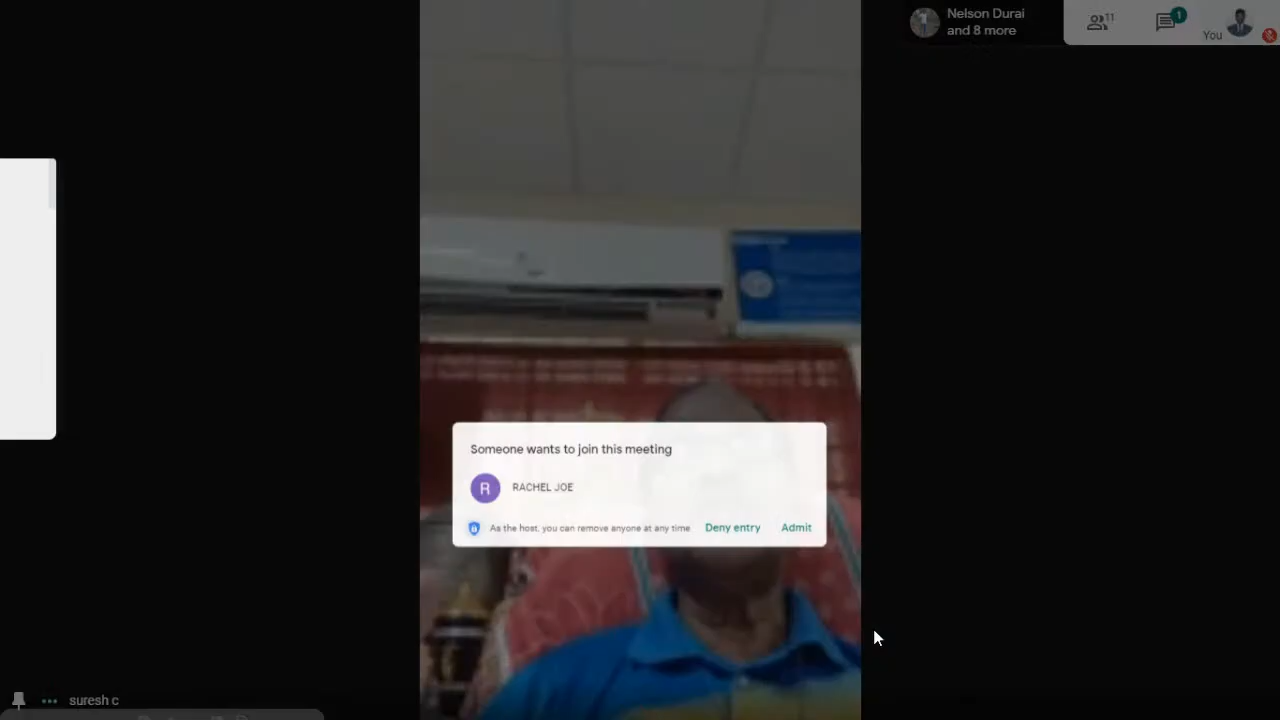 Nelson Durai
and 8 more
11
1
You
Someone wants to join this meeting
R
RACHEL JOE
As the host, you can remove anyone at any time
Deny entry
Admit
suresh c